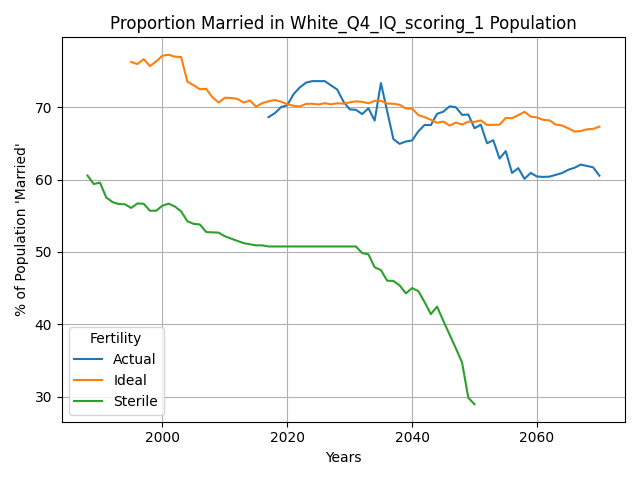 Proportion Married in White_Q4_IQ_scoring_1 Population
% of Population 'Married'
70
60
50
40
30
Fertility
Actual
Ideal
Sterile
2000 2020 2040 2060
Years